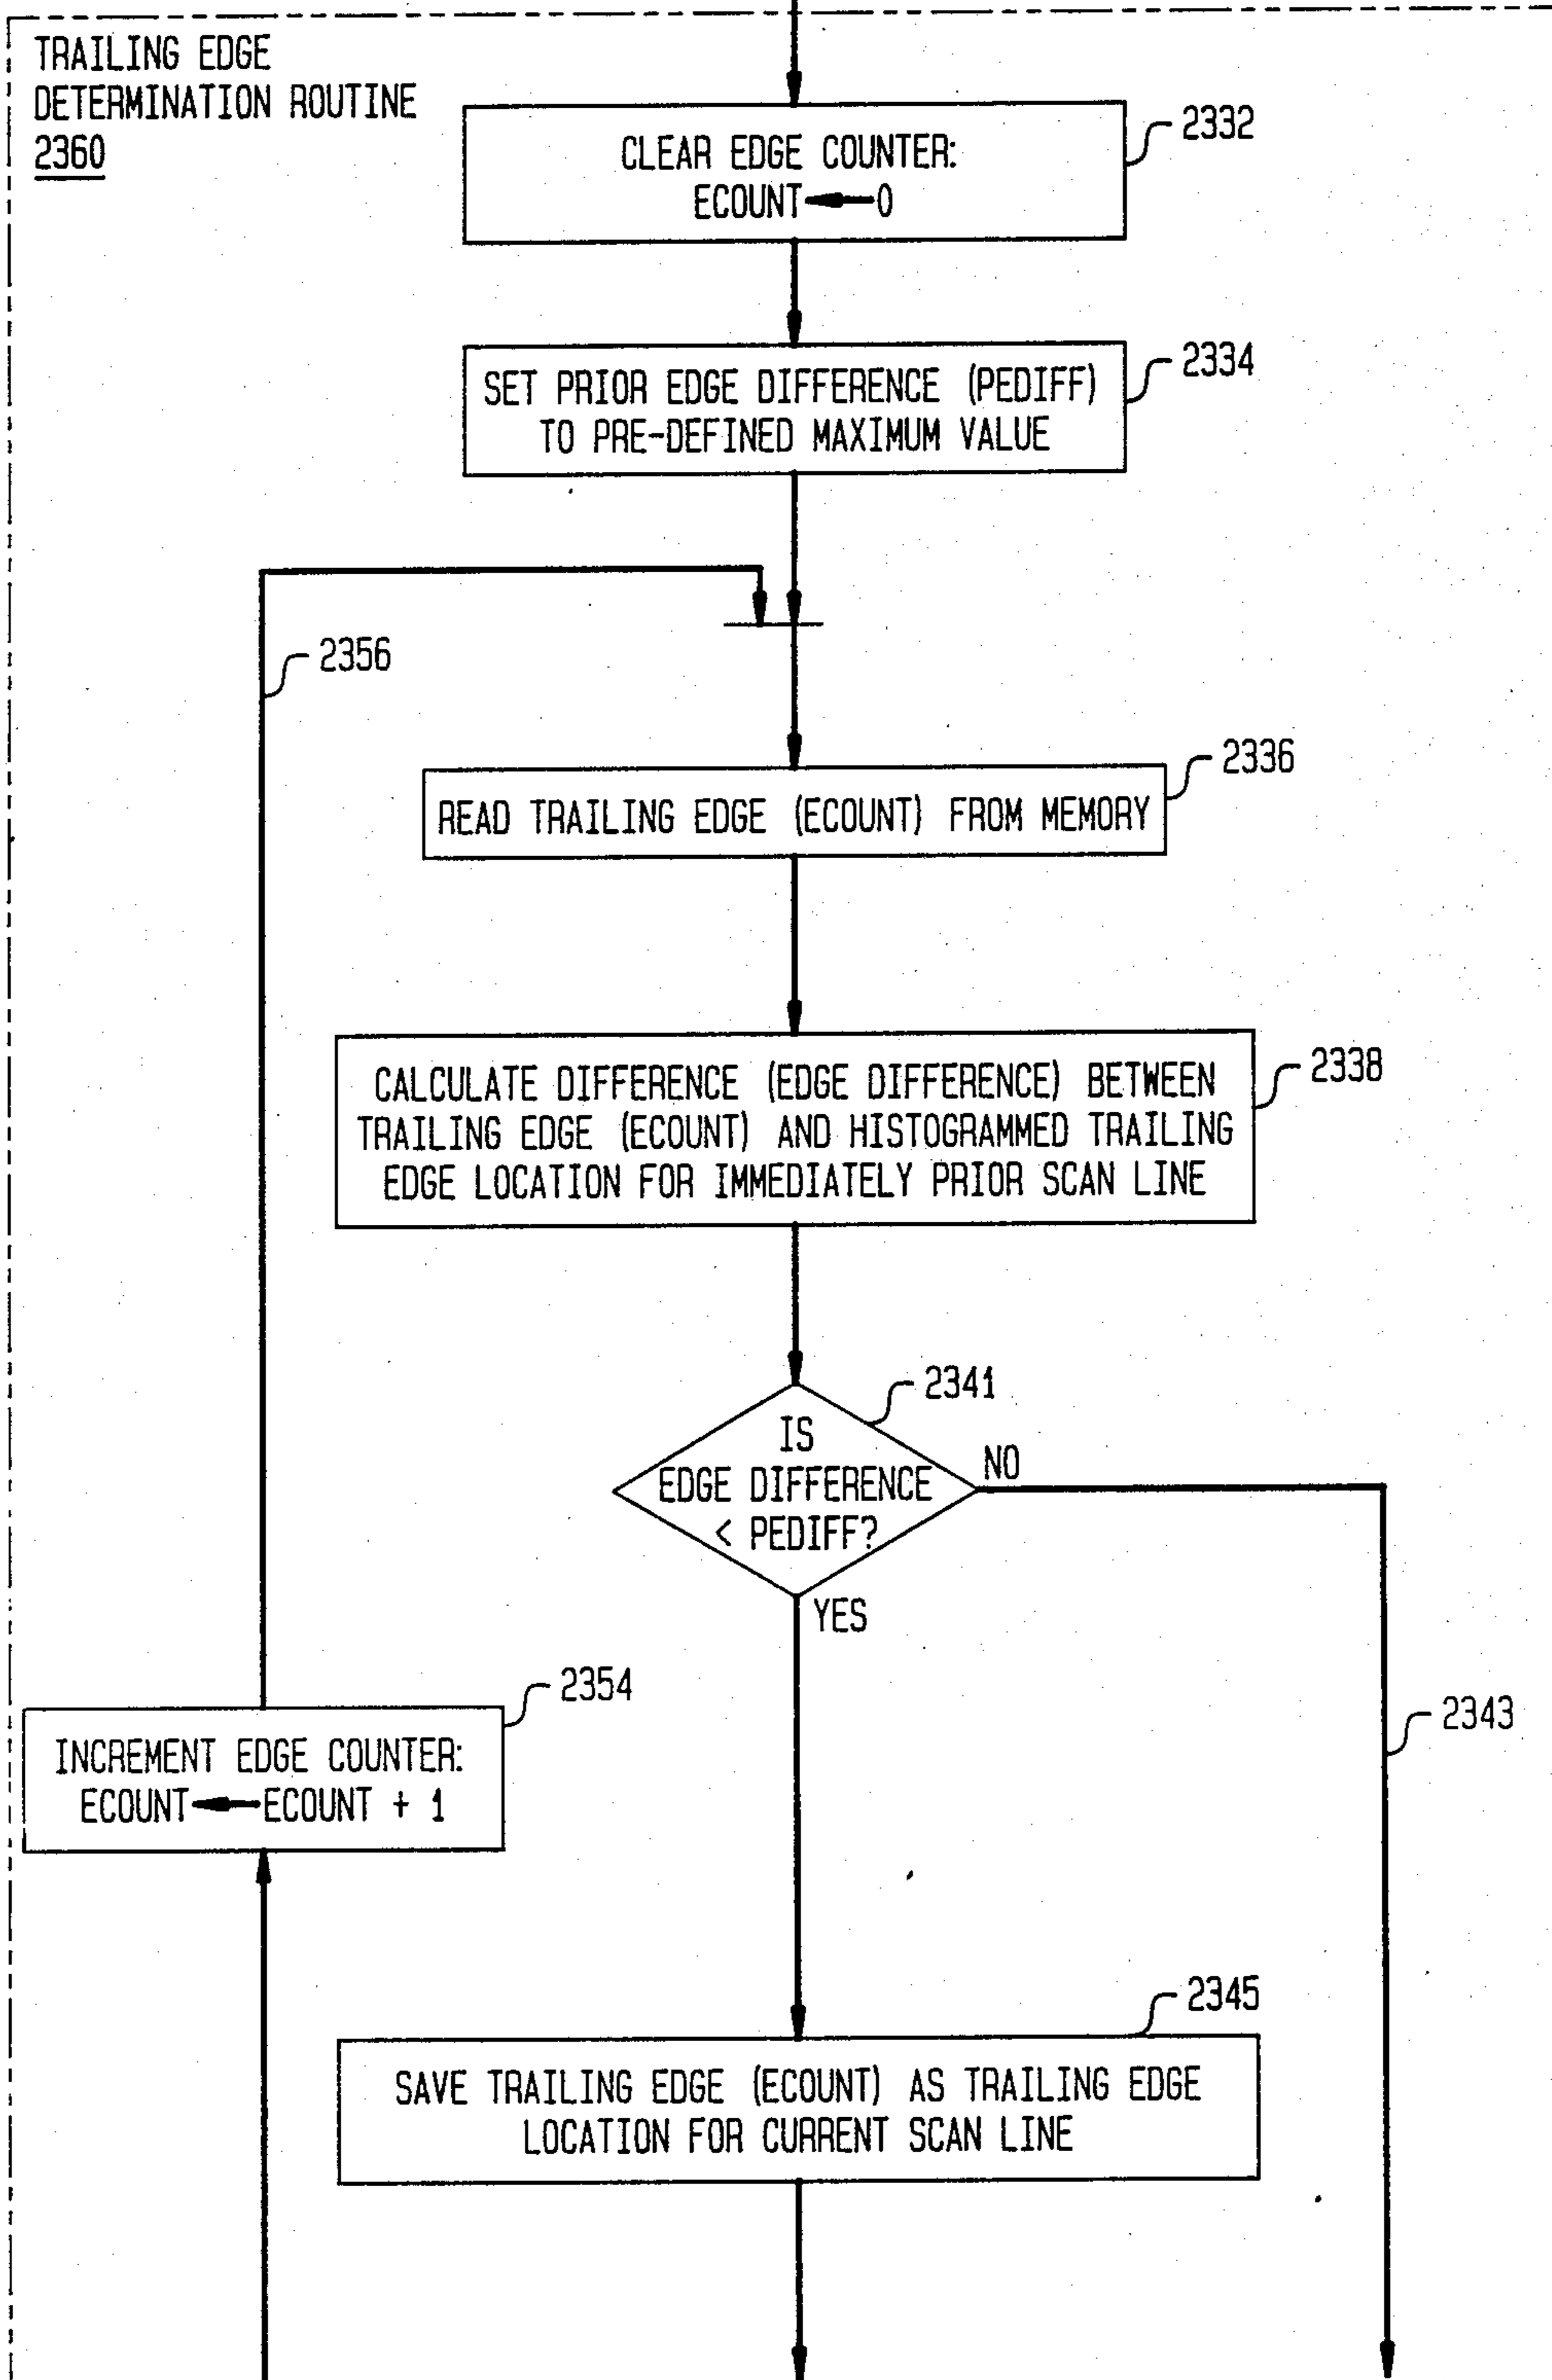 TRAILING EDGE
DETERMINATION ROUTINE
2360
2332
CLEAR EDGE COUNTER:
ECOUNT←0
2334
SET PRIOR EDGE DIFFERENCE (PEDIFF)
TO PRE-DEFINED MAXIMUM VALUE
2356
2336
READ TRAILING EDGE (ECOUNT) FROM MEMORY
2338
CALCULATE DIFFERENCE (EDGE DIFFERENCE) BETWEEN
TRAILING EDGE (ECOUNT) AND HISTOGRAMMED TRAILING
EDGE LOCATION FOR IMMEDIATELY PRIOR SCAN LINE
2341
IS
EDGE DIFFERENCE
< PEDIFF?
NO
YES
2354
INCREMENT EDGE COUNTER:
ECOUNT←ECOUNT + 1
2343
2345
SAVE TRAILING EDGE (ECOUNT) AS TRAILING EDGE
LOCATION FOR CURRENT SCAN LINE